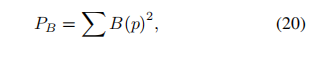 P_B = ∑ B(p)², (20)